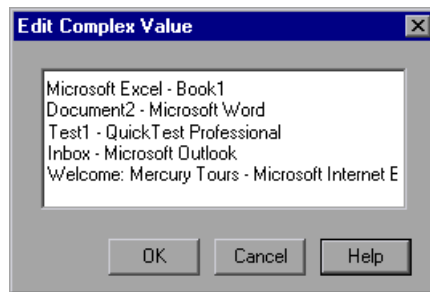 Edit Complex Value
Microsoft Excel - Book1
Document2 - Microsoft Word
Test1 - QuickTest Professional
Inbox - Microsoft Outlook
Welcome: Mercury Tours - Microsoft Internet E
OK Cancel Help